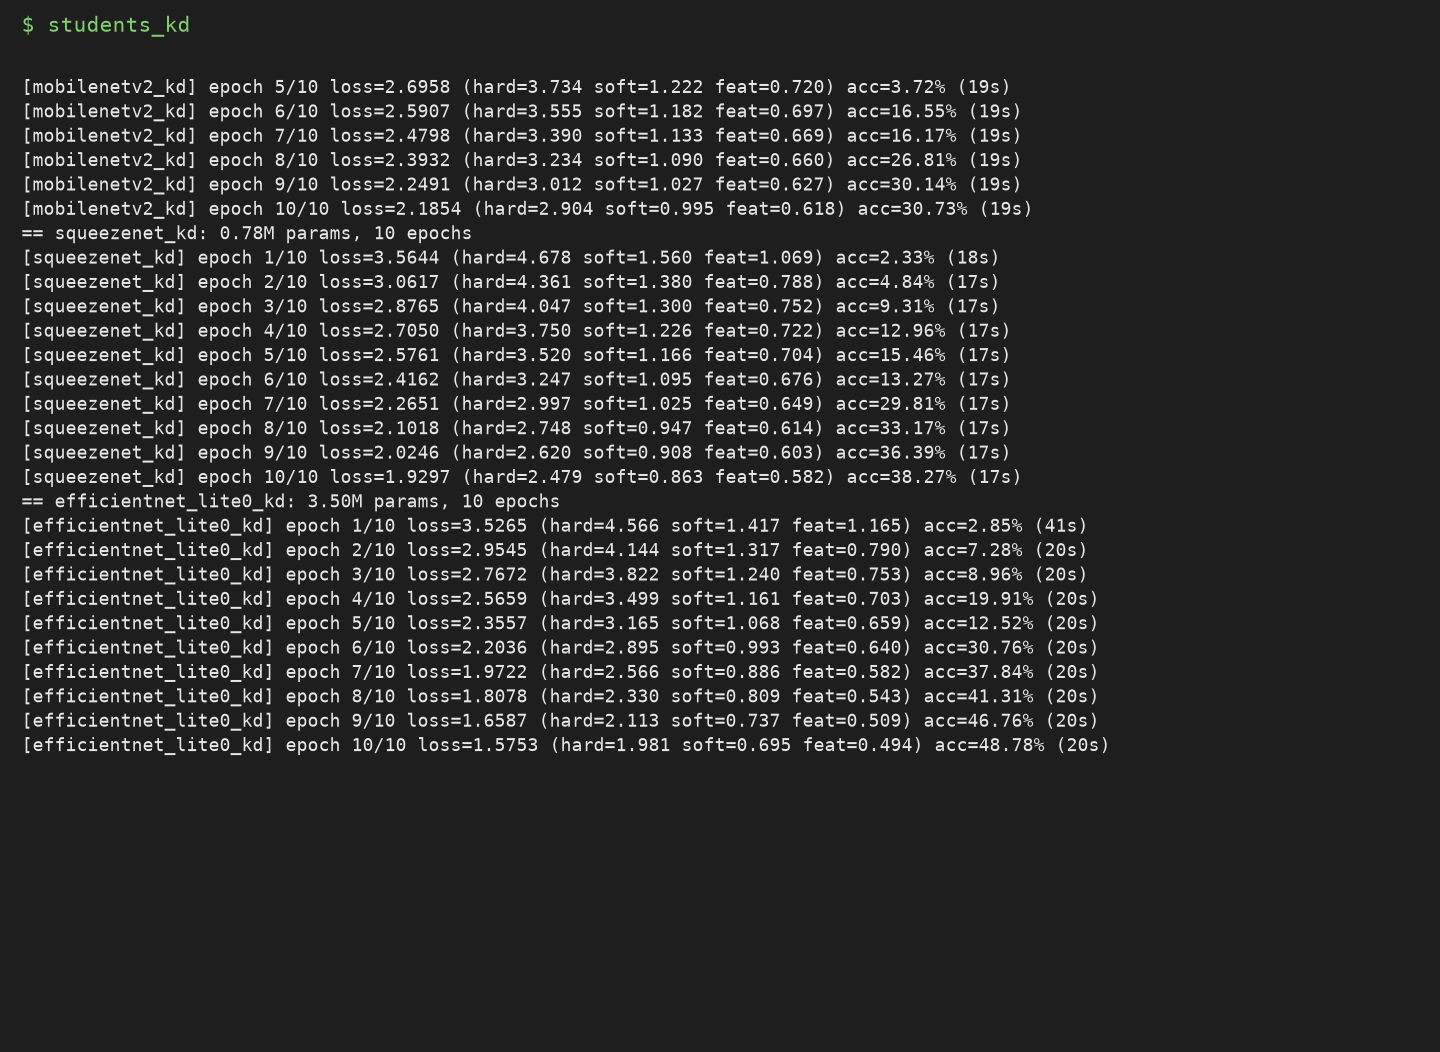 $ students_kd
[mobilenetv2_kd] epoch 5/10 loss=2.6958 (hard=3.734 soft=1.222 feat=0.720) acc=3.72% (19s)
[mobilenetv2_kd] epoch 6/10 loss=2.5907 (hard=3.555 soft=1.182 feat=0.697) acc=16.55% (19s)
[mobilenetv2_kd] epoch 7/10 loss=2.4798 (hard=3.390 soft=1.133 feat=0.669) acc=16.17% (19s)
[mobilenetv2_kd] epoch 8/10 loss=2.3932 (hard=3.234 soft=1.090 feat=0.660) acc=26.81% (19s)
[mobilenetv2_kd] epoch 9/10 loss=2.2491 (hard=3.012 soft=1.027 feat=0.627) acc=30.14% (19s)
[mobilenetv2_kd] epoch 10/10 loss=2.1854 (hard=2.904 soft=0.995 feat=0.618) acc=30.73% (19s)
== squeezenet_kd: 0.78M params, 10 epochs
[squeezenet_kd] epoch 1/10 loss=3.5644 (hard=4.678 soft=1.560 feat=1.069) acc=2.33% (18s)
[squeezenet_kd] epoch 2/10 loss=3.0617 (hard=4.361 soft=1.380 feat=0.788) acc=4.84% (17s)
[squeezenet_kd] epoch 3/10 loss=2.8765 (hard=4.047 soft=1.300 feat=0.752) acc=9.31% (17s)
[squeezenet_kd] epoch 4/10 loss=2.7050 (hard=3.750 soft=1.226 feat=0.722) acc=12.96% (17s)
[squeezenet_kd] epoch 5/10 loss=2.5761 (hard=3.520 soft=1.166 feat=0.704) acc=15.46% (17s)
[squeezenet_kd] epoch 6/10 loss=2.4162 (hard=3.247 soft=1.095 feat=0.676) acc=13.27% (17s)
[squeezenet_kd] epoch 7/10 loss=2.2651 (hard=2.997 soft=1.025 feat=0.649) acc=29.81% (17s)
[squeezenet_kd] epoch 8/10 loss=2.1018 (hard=2.748 soft=0.947 feat=0.614) acc=33.17% (17s)
[squeezenet_kd] epoch 9/10 loss=2.0246 (hard=2.620 soft=0.908 feat=0.603) acc=36.39% (17s)
[squeezenet_kd] epoch 10/10 loss=1.9297 (hard=2.479 soft=0.863 feat=0.582) acc=38.27% (17s)
== efficientnet_lite0_kd: 3.50M params, 10 epochs
[efficientnet_lite0_kd] epoch 1/10 loss=3.5265 (hard=4.566 soft=1.417 feat=1.165) acc=2.85% (41s)
[efficientnet_lite0_kd] epoch 2/10 loss=2.9545 (hard=4.144 soft=1.317 feat=0.790) acc=7.28% (20s)
[efficientnet_lite0_kd] epoch 3/10 loss=2.7672 (hard=3.822 soft=1.240 feat=0.753) acc=8.96% (20s)
[efficientnet_lite0_kd] epoch 4/10 loss=2.5659 (hard=3.499 soft=1.161 feat=0.703) acc=19.91% (20s)
[efficientnet_lite0_kd] epoch 5/10 loss=2.3557 (hard=3.165 soft=1.068 feat=0.659) acc=12.52% (20s)
[efficientnet_lite0_kd] epoch 6/10 loss=2.2036 (hard=2.895 soft=0.993 feat=0.640) acc=30.76% (20s)
[efficientnet_lite0_kd] epoch 7/10 loss=1.9722 (hard=2.566 soft=0.886 feat=0.582) acc=37.84% (20s)
[efficientnet_lite0_kd] epoch 8/10 loss=1.8078 (hard=2.330 soft=0.809 feat=0.543) acc=41.31% (20s)
[efficientnet_lite0_kd] epoch 9/10 loss=1.6587 (hard=2.113 soft=0.737 feat=0.509) acc=46.76% (20s)
[efficientnet_lite0_kd] epoch 10/10 loss=1.5753 (hard=1.981 soft=0.695 feat=0.494) acc=48.78% (20s)